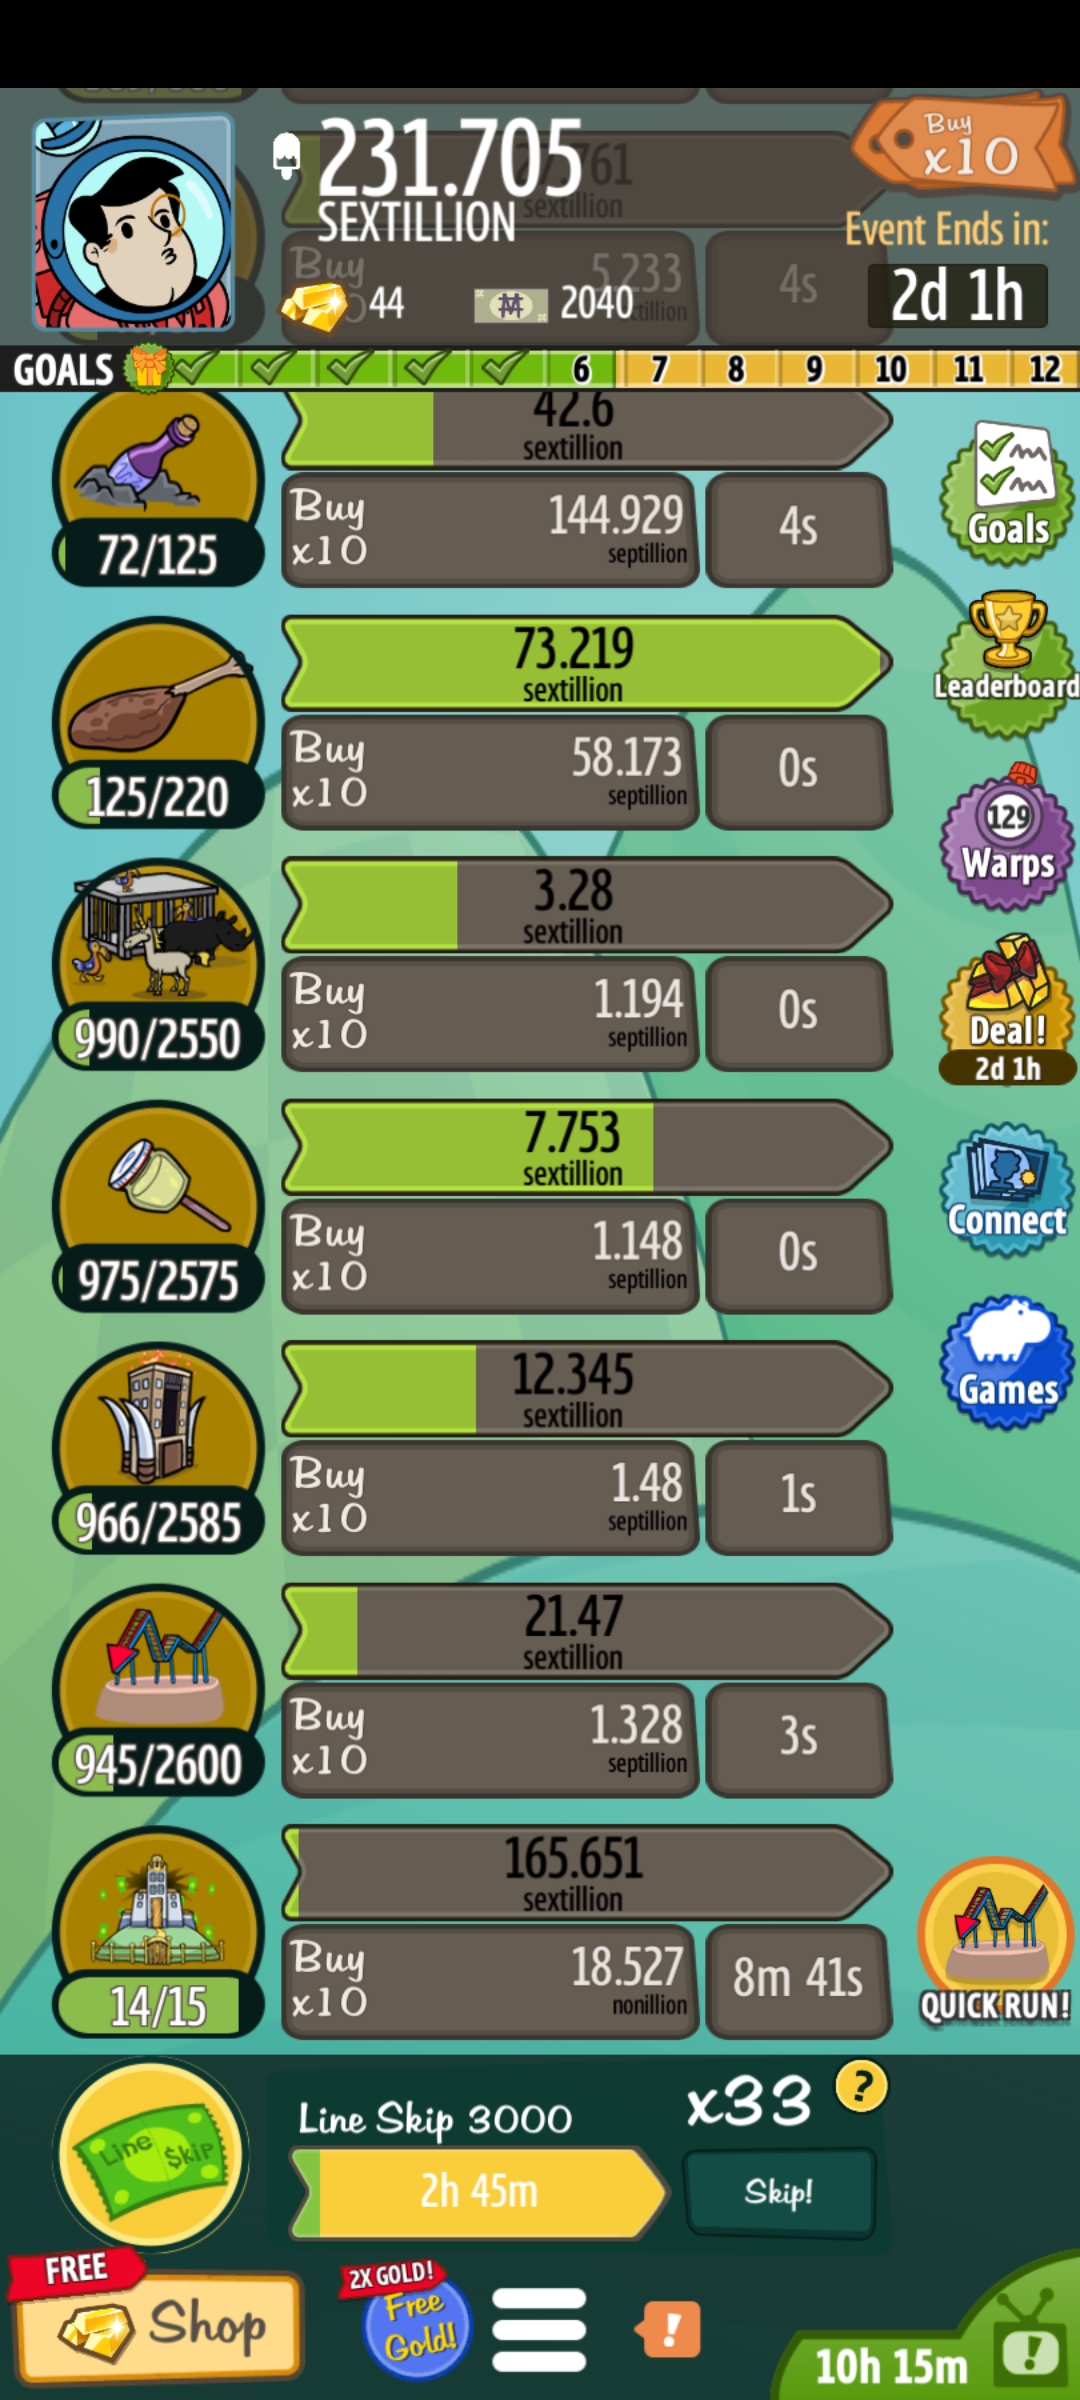 231.705
SEXTILLION
Buy
x10
Event Ends in:
2d 1h
761
sextillion
Buy
5.233
4s
44
2040
GOALS
6
7
8
9
10
11
12
42.6
sextillion
72/125
Buy
x10
144.929
septillion
4s
Goals
73.219
sextillion
125/220
Buy
x10
58.173
septillion
0s
Leaderboard
129
Warps
3.28
sextillion
990/2550
Buy
x10
1.194
septillion
0s
Deal!
2d 1h
7.753
sextillion
975/2575
Buy
x10
1.148
septillion
0s
Connect
12.345
sextillion
966/2585
Buy
x10
1.48
septillion
1s
Games
21.47
sextillion
945/2600
Buy
x10
1.328
septillion
3s
165.651
sextillion
14/15
Buy
x10
18.527
nonillion
8m 41s
QUICK RUN!
Line $kip
Line Skip 3000
x33
?
2h 45m
Skip!
FREE
Shop
2X GOLD!
Free
Gold!
!
10h 15m
!